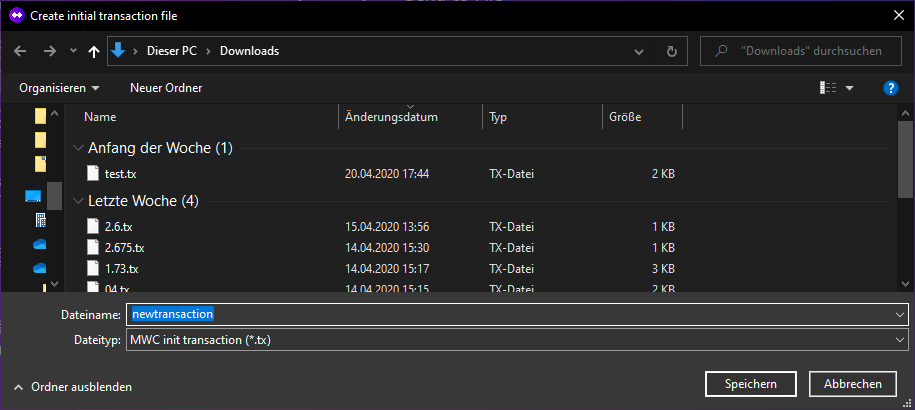 Create initial transaction file
Dieser PC > Downloads
"Downloads" durchsuchen
Organisieren Neuer Ordner
?
Name Änderungsdatum Typ Größe
Anfang der Woche (1)
test.tx 20.04.2020 17:44 TX-Datei 2 KB
Letzte Woche (4)
2.6.tx 15.04.2020 13:56 TX-Datei 1 KB
2.675.tx 14.04.2020 15:30 TX-Datei 1 KB
1.73.tx 14.04.2020 15:17 TX-Datei 3 KB
04.tx 14.04.2020 15:15 TX-Datei 2 KB
Dateiname: newtransaction
Dateityp: MWC init transaction (*.tx)
Ordner ausblenden Speichern Abbrechen